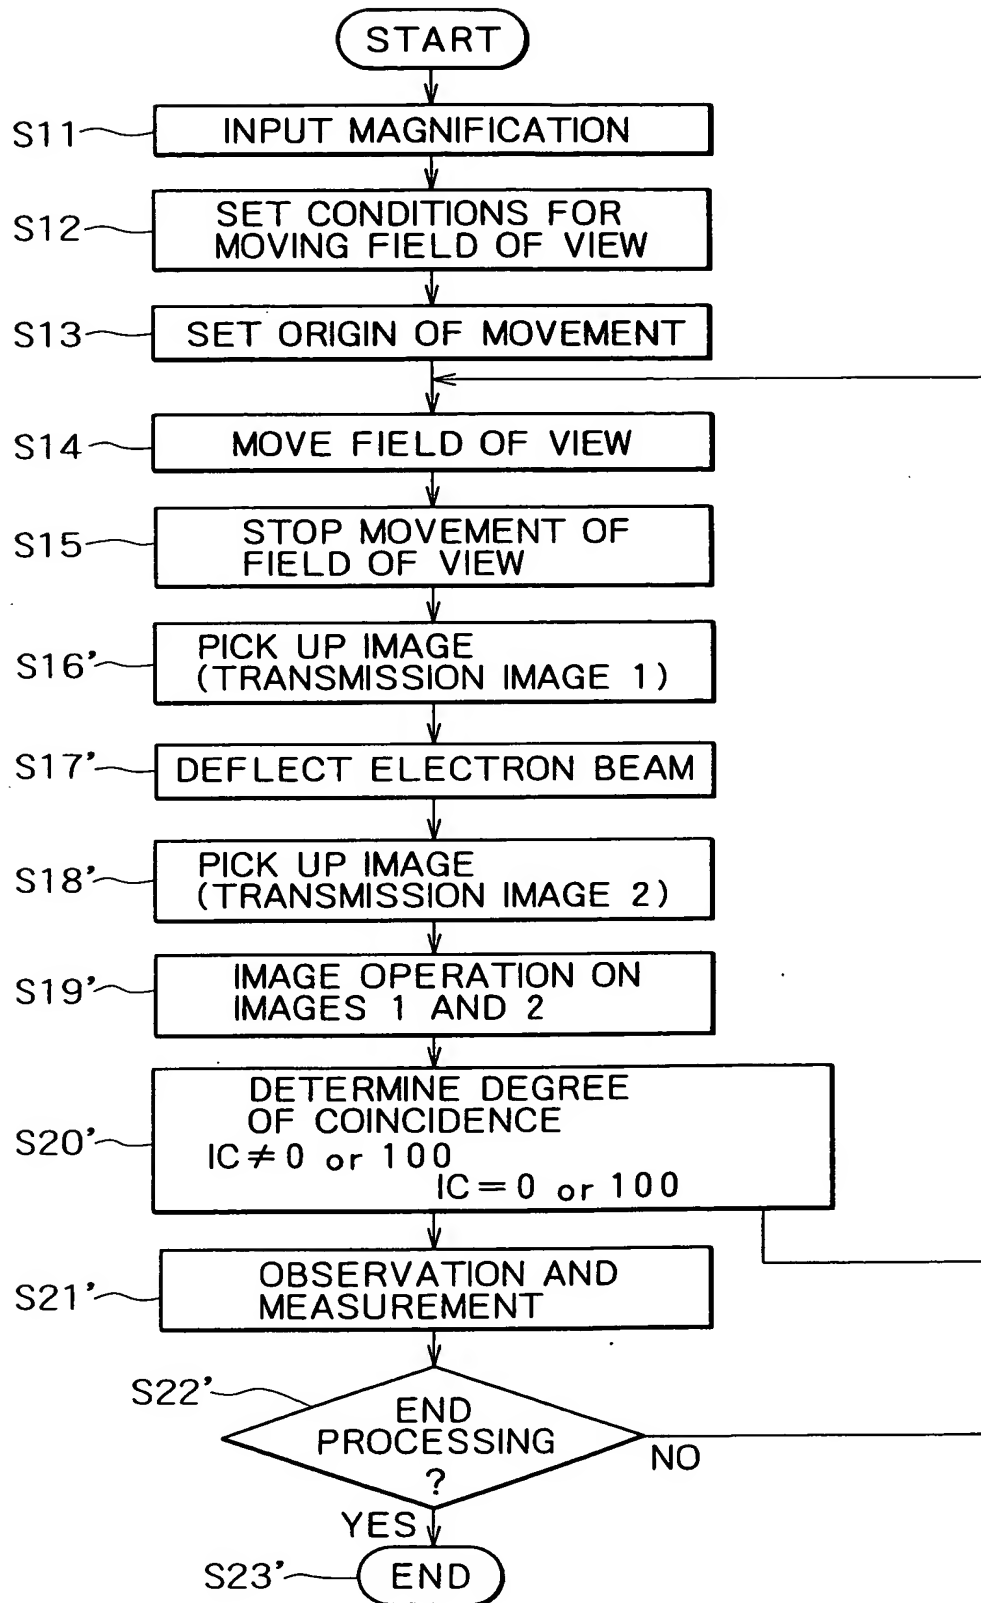 START
S11
INPUT MAGNIFICATION
S12
SET CONDITIONS FOR
MOVING FIELD OF VIEW
S13
SET ORIGIN OF MOVEMENT
S14
MOVE FIELD OF VIEW
S15
STOP MOVEMENT OF
FIELD OF VIEW
S16'
PICK UP IMAGE
(TRANSMISSION IMAGE 1)
S17'
DEFLECT ELECTRON BEAM
S18'
PICK UP IMAGE
(TRANSMISSION IMAGE 2)
S19'
IMAGE OPERATION ON
IMAGES 1 AND 2
S20'
DETERMINE DEGREE
OF COINCIDENCE
IC≠0 or 100
IC=0 or 100
S21'
OBSERVATION AND
MEASUREMENT
S22'
END
PROCESSING
?
NO
YES
S23'
END